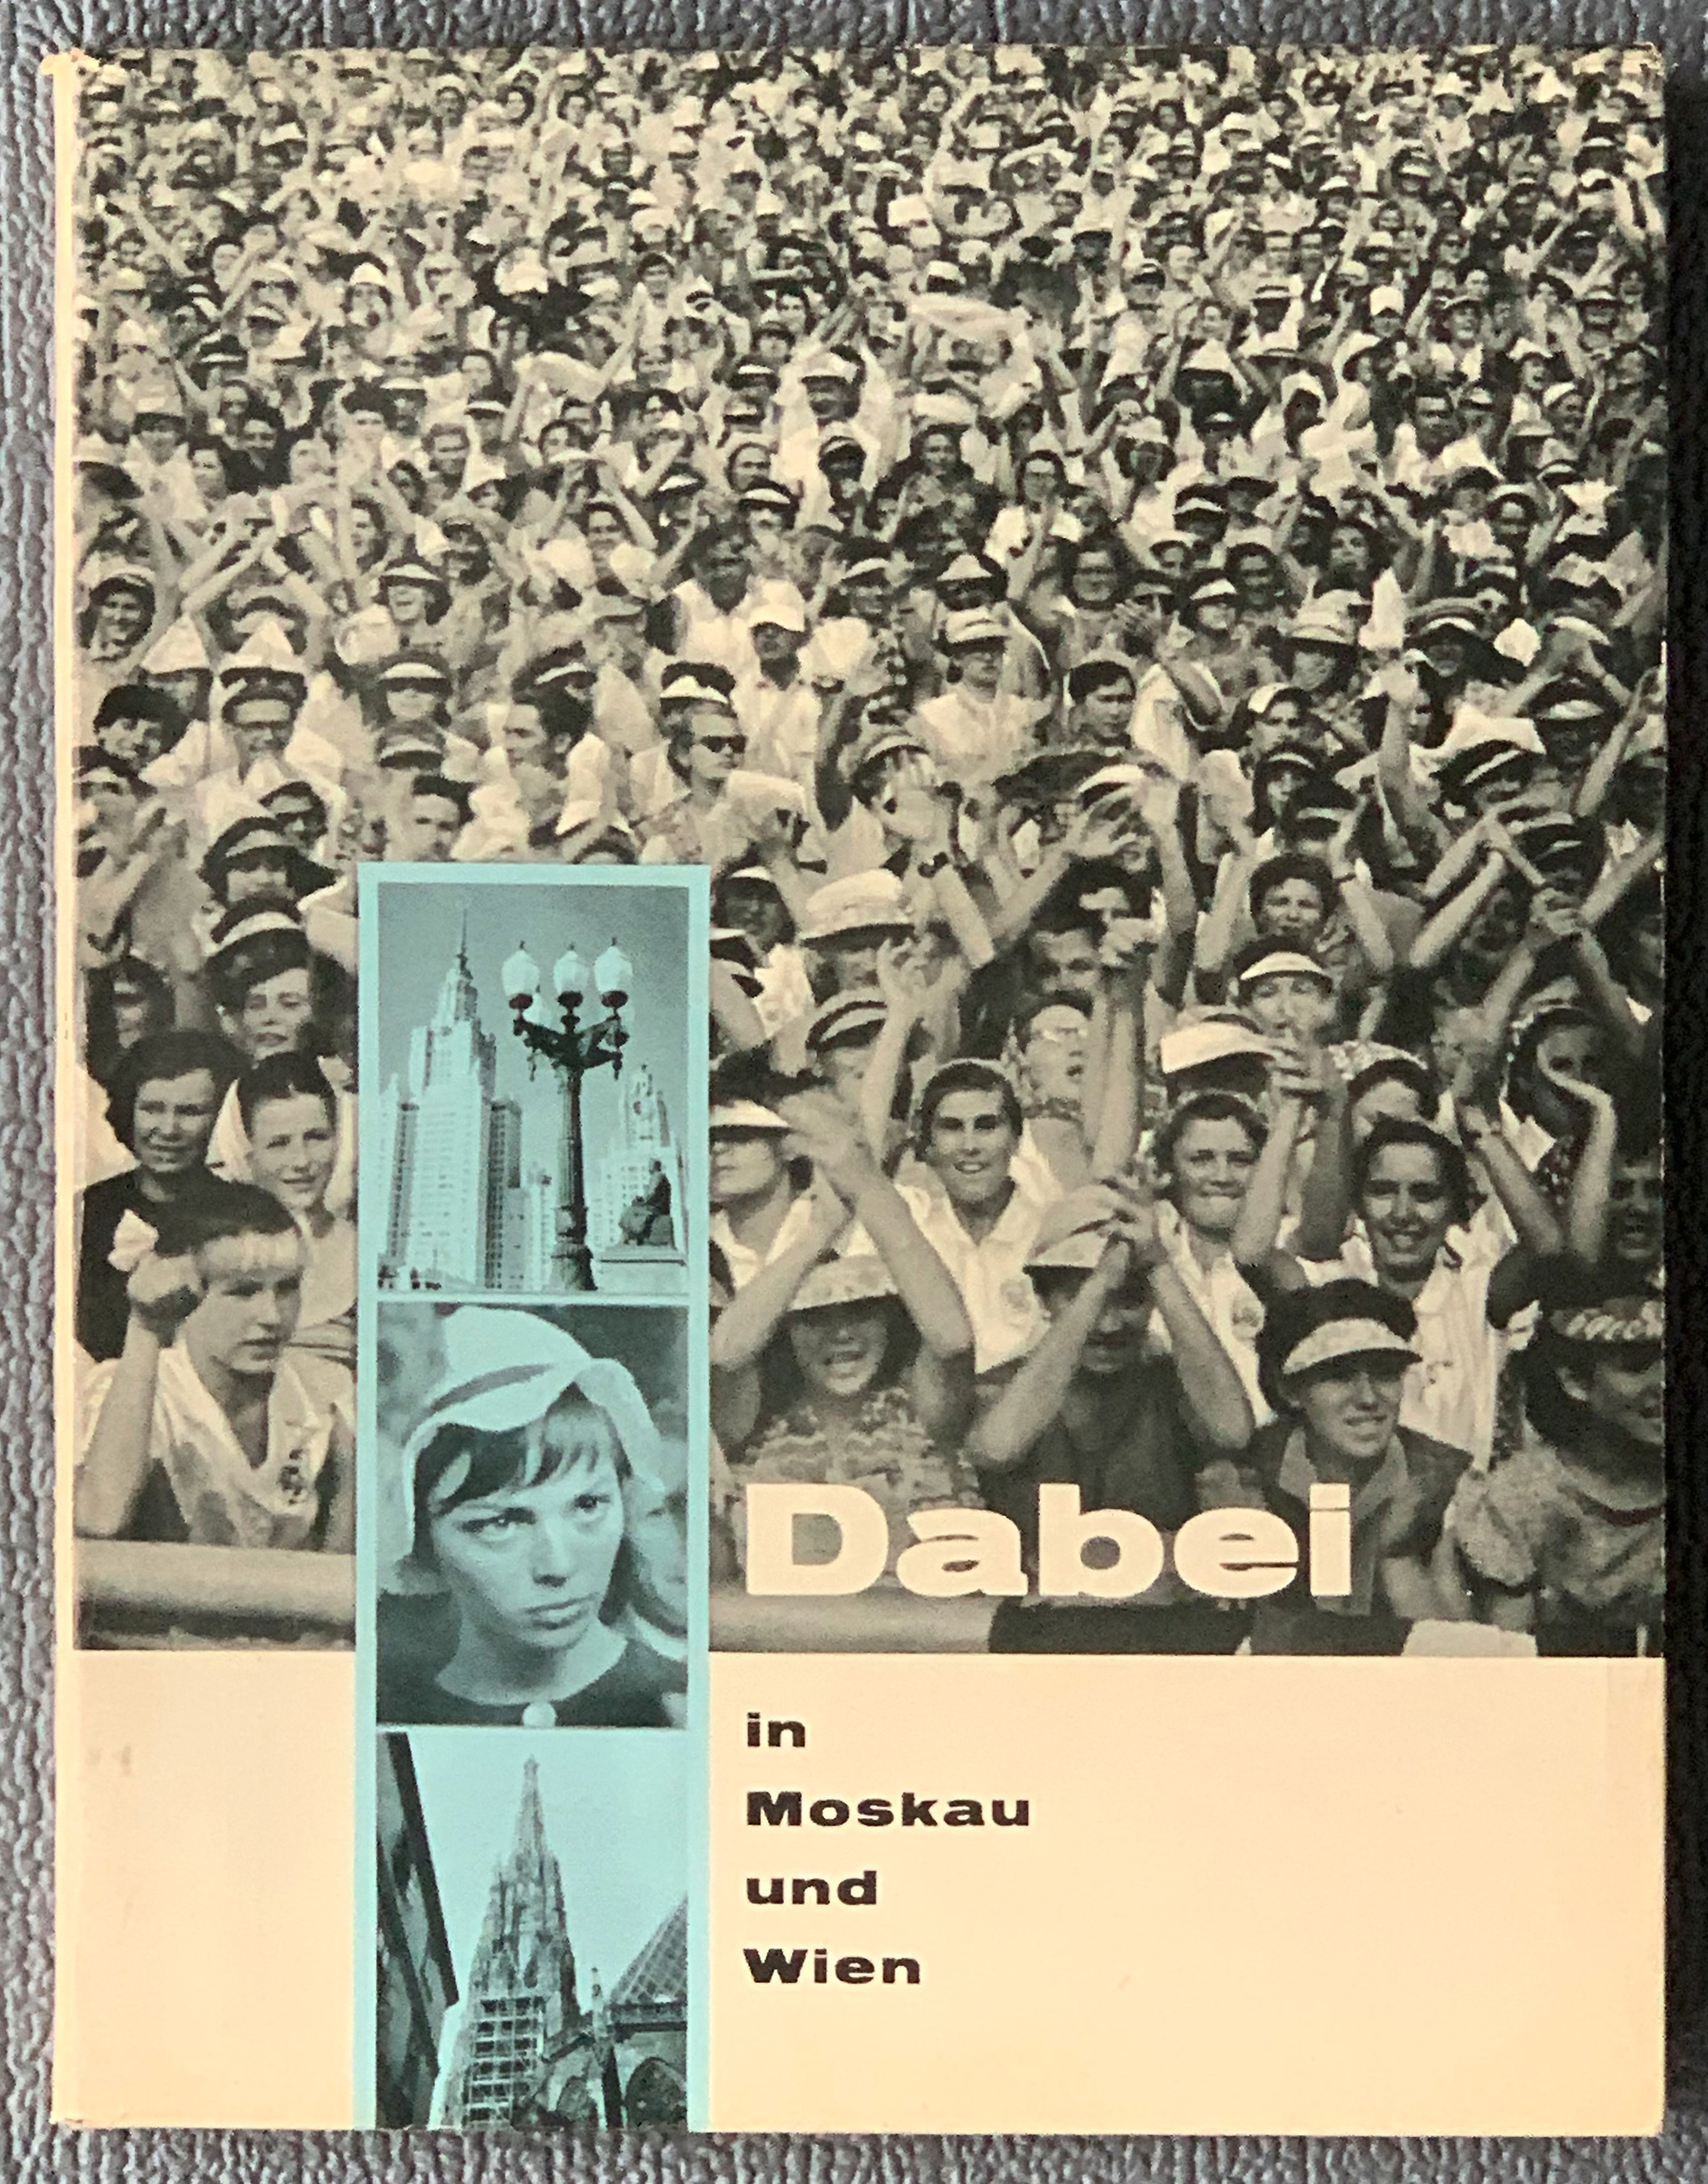 Dabei
in
Moskau
und
Wien